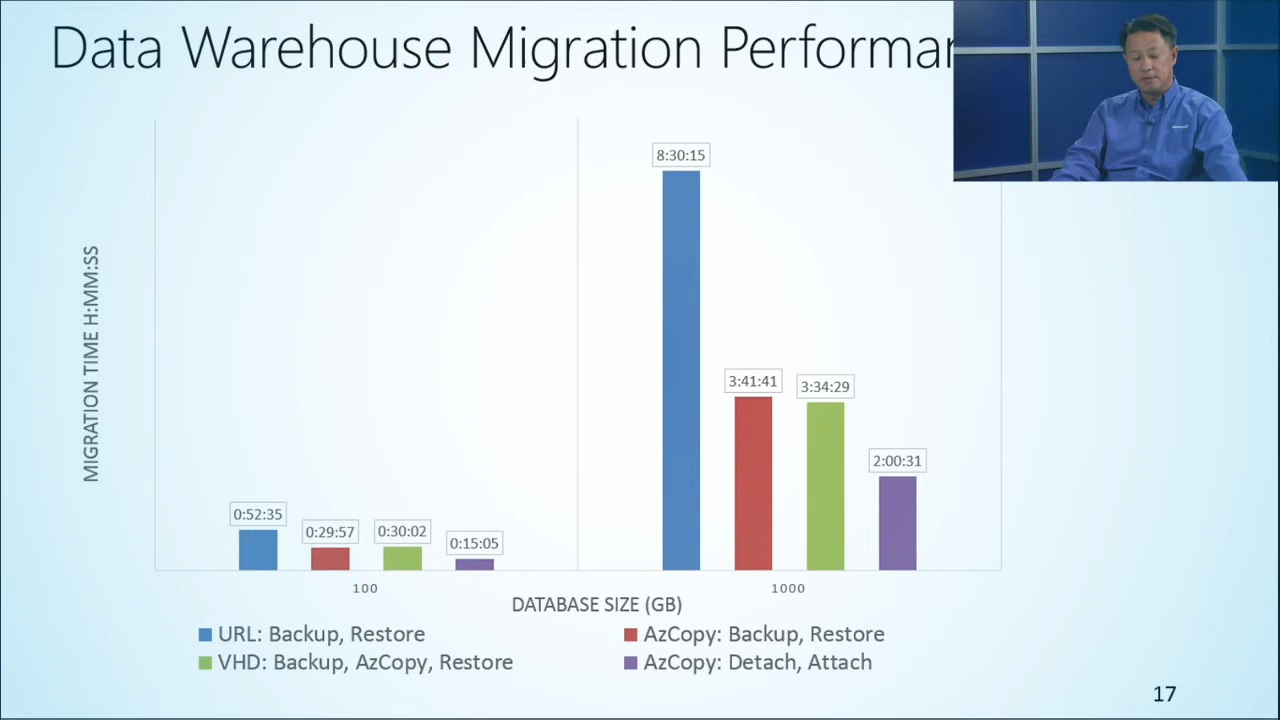 Data Warehouse Migration Performan
8:30:15
3:41:41
3:34:29
2:00:31
0:52:35
0:29:57
0:30:02
0:15:05
MIGRATION TIME H:MM:SS
100
1000
DATABASE SIZE (GB)
URL: Backup, Restore
AzCopy: Backup, Restore
VHD: Backup, AzCopy, Restore
AzCopy: Detach, Attach
17